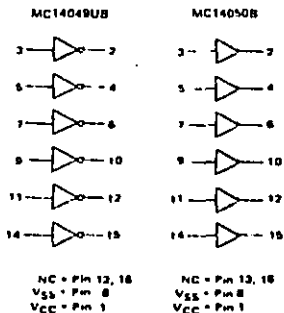 MC14049UB MC14050B
3 2 3 2
5 4 5 4
7 6 7 6
9 10 9 10
11 12 11 12
14 15 14 15
NC = Pin 13, 16 NC = Pin 13, 16
VSS = Pin 8 VSS = Pin 8
VCC = Pin 1 VCC = Pin 1